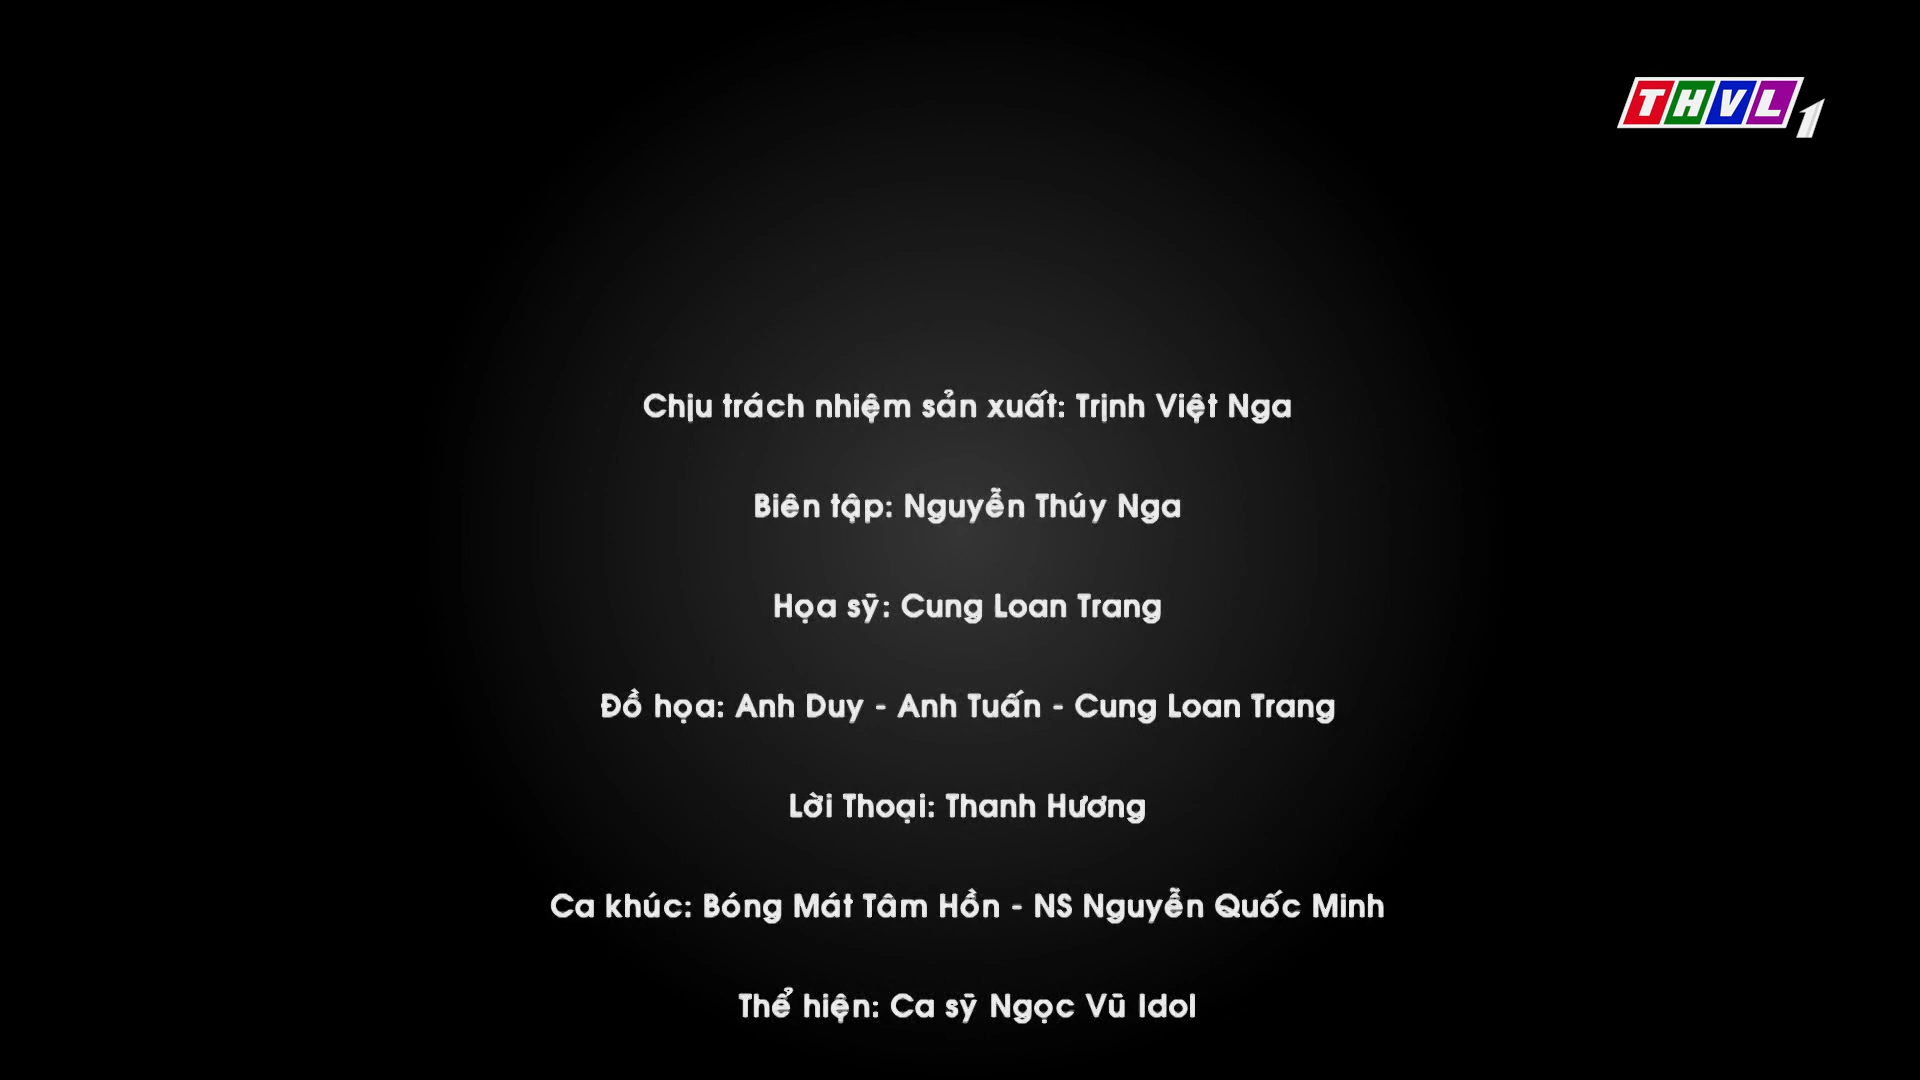 THVL1
Chịu trách nhiệm sản xuất: Trịnh Việt Nga
Biên tập: Nguyễn Thúy Nga
Họa sỹ: Cung Loan Trang
Đồ họa: Anh Duy - Anh Tuấn - Cung Loan Trang
Lời Thoại: Thanh Hương
Ca khúc: Bóng Mát Tâm Hồn - NS Nguyễn Quốc Minh
Thể hiện: Ca sỹ Ngọc Vũ Idol